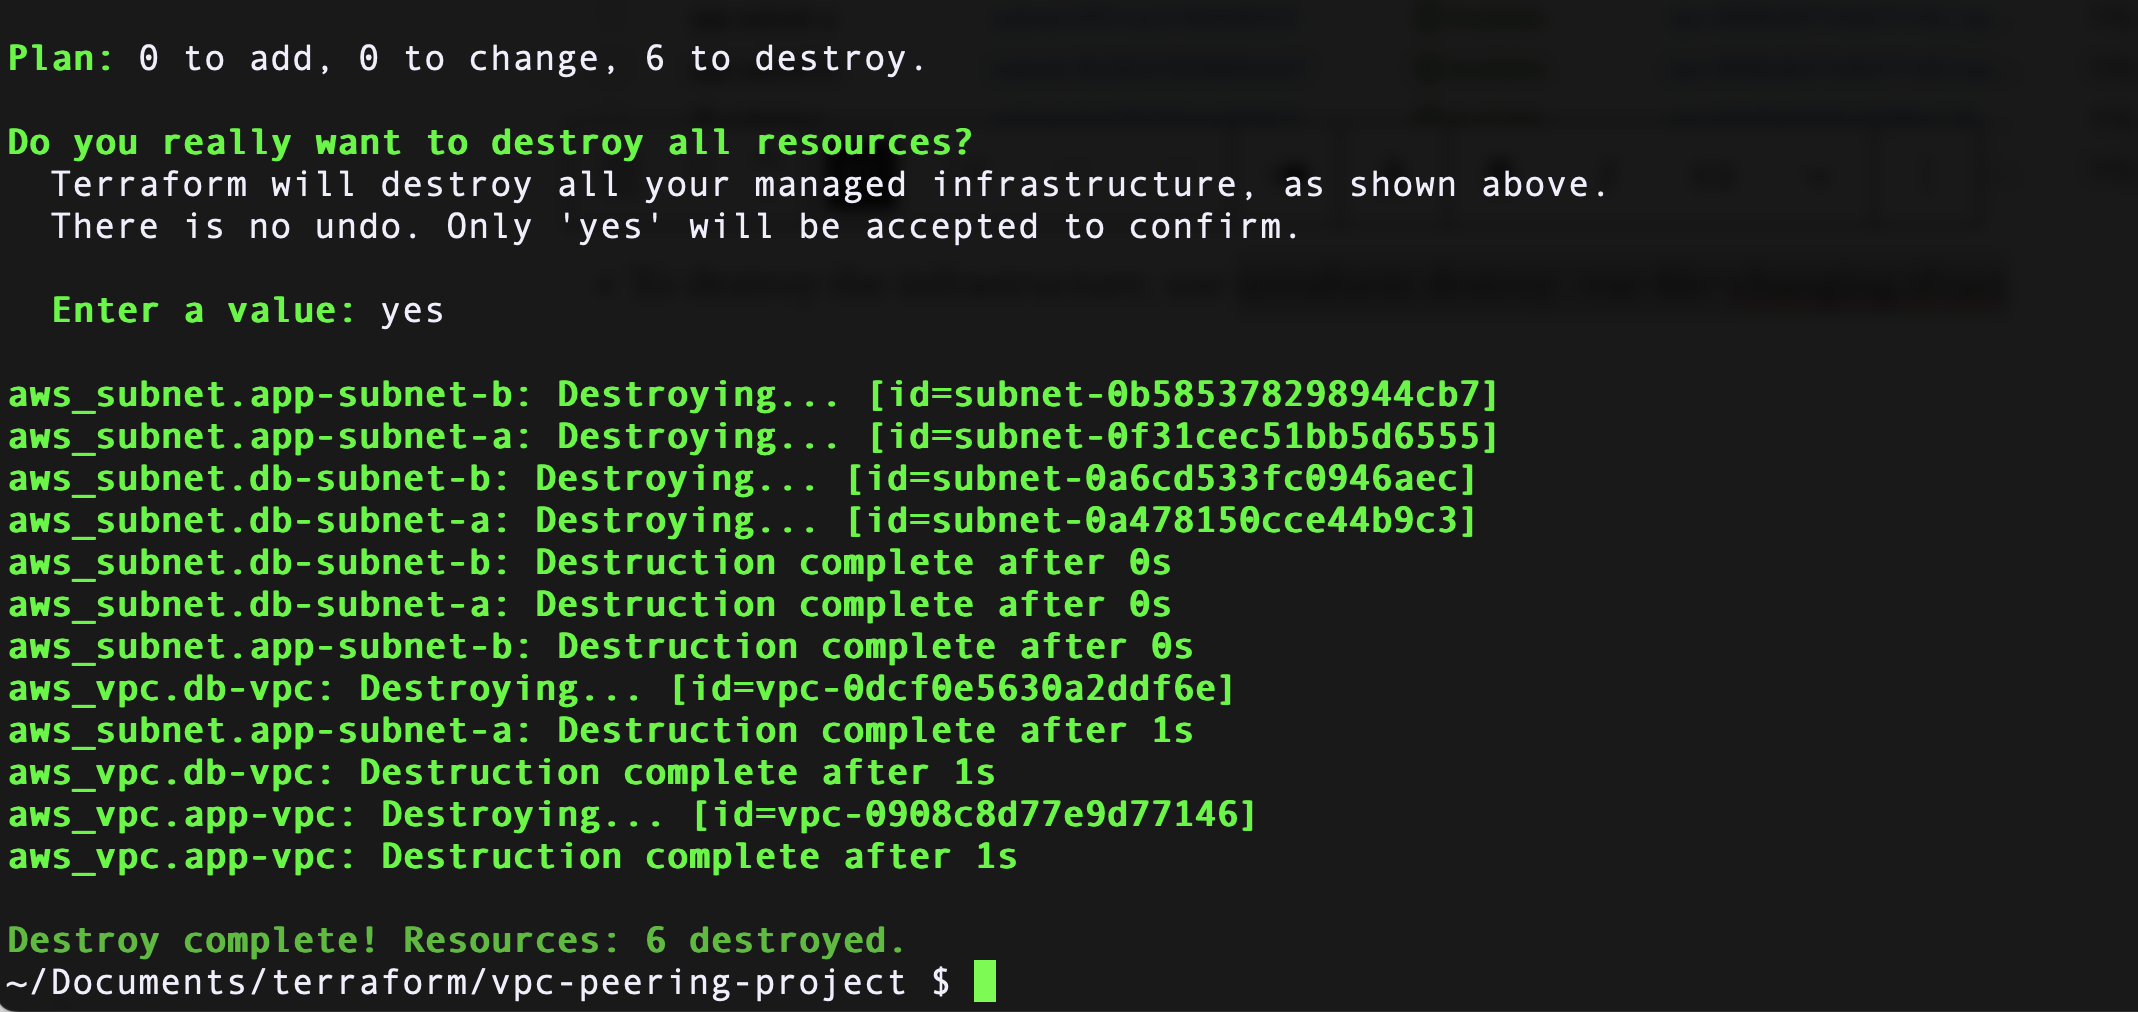 Plan: 0 to add, 0 to change, 6 to destroy.
Do you really want to destroy all resources?
Terraform will destroy all your managed infrastructure, as shown above.
There is no undo. Only 'yes' will be accepted to confirm.
Enter a value: yes
aws_subnet.app-subnet-b: Destroying... [id=subnet-0b585378298944cb7]
aws_subnet.app-subnet-a: Destroying... [id=subnet-0f31cec51bb5d6555]
aws_subnet.db-subnet-b: Destroying... [id=subnet-0a6cd533fc0946aec]
aws_subnet.db-subnet-a: Destroying... [id=subnet-0a478150cce44b9c3]
aws_subnet.db-subnet-b: Destruction complete after 0s
aws_subnet.db-subnet-a: Destruction complete after 0s
aws_subnet.app-subnet-b: Destruction complete after 0s
aws_vpc.db-vpc: Destroying... [id=vpc-0dcf0e5630a2ddf6e]
aws_subnet.app-subnet-a: Destruction complete after 1s
aws_vpc.db-vpc: Destruction complete after 1s
aws_vpc.app-vpc: Destroying... [id=vpc-0908c8d77e9d77146]
aws_vpc.app-vpc: Destruction complete after 1s
Destroy complete! Resources: 6 destroyed.
~/Documents/terraform/vpc-peering-project $